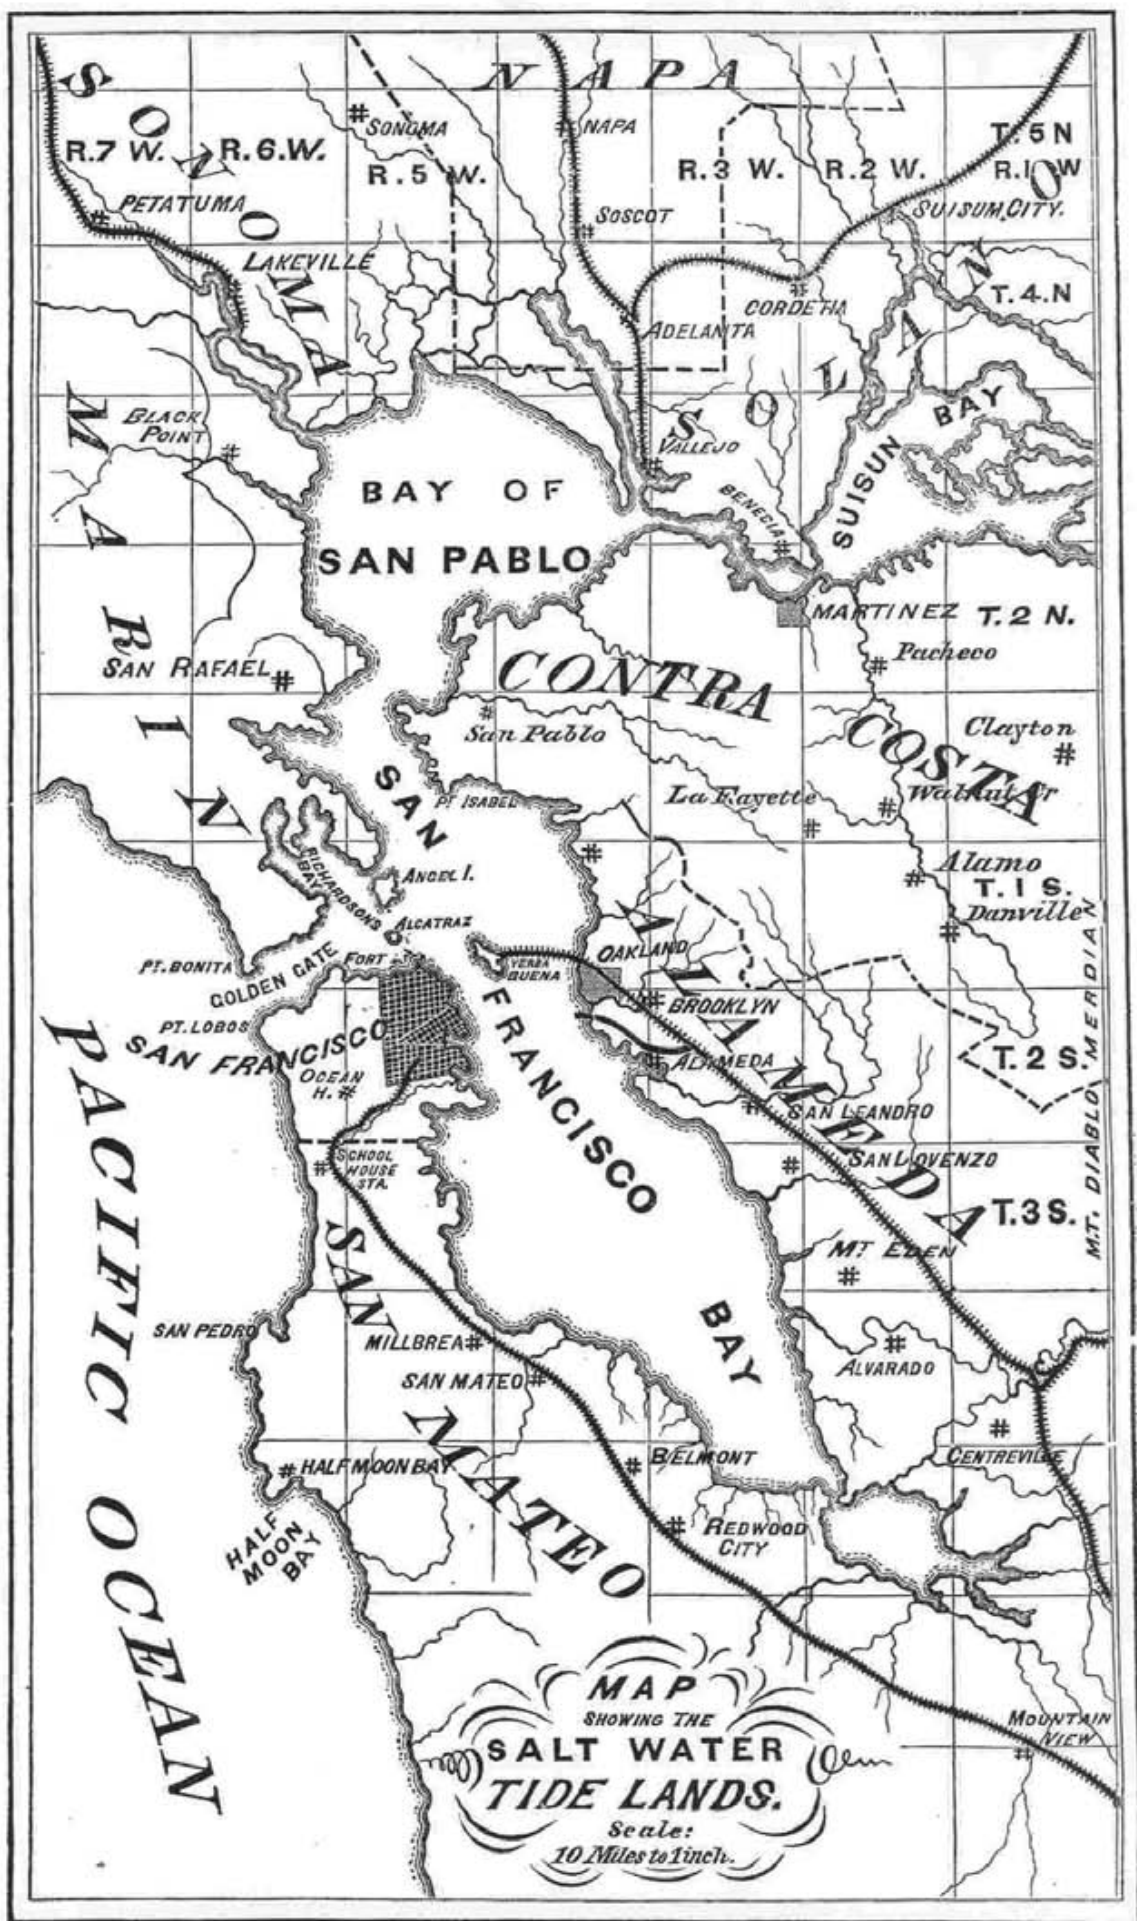 NAPA
SONOMA
SONOMA
NAPA
T. 5 N
R.7 W.
R.6.W.
R. 5 W.
R. 3 W.
R. 2 W.
R. 1 W
PETATUMA
SOSCOT
SUISUM, CITY.
LAKEVILLE
T. 4. N
CORDETIA
ADELANTA
SOLANO
MARIN
BLACK
POINT
VALLEJO
BENECIA
SUISUN BAY
BAY OF
SAN PABLO
MARTINEZ
T. 2 N.
Pacheco
SAN RAFAEL
CONTRA
COSTA
San Pablo
Clayton
PT. ISABEL
La Fayette
Walnut Cr
SAN
FRANCISCO
BAY
RICHARDSONS
BAY
ANGEL I.
Alamo
T. 1 S.
Danville
ALCATRAZ
PT. BONITA
GOLDEN GATE
FORT
YERBA
BUENA
OAKLAND
BROOKLYN
ALAMEDA
PT. LOBOS
SAN FRANCISCO
OCEAN
H.
ALAMEDA
T. 2 S.
MT. DIABLO MERDIAN
SAN LEANDRO
SCHOOL
HOUSE
STA.
SAN LOVENZO
T. 3 S.
MT EDEN
PACIFIC OCEAN
SAN PEDRO
MILLBREA
SAN MATEO
ALVARADO
SAN MATEO
BELMONT
CENTREVILLE
HALF MOON BAY
HALF
MOON
BAY
REDWOOD
CITY
MOUNTAIN
VIEW
MAP
SHOWING THE
SALT WATER
TIDE LANDS.
Scale:
10 Miles to 1 inch.